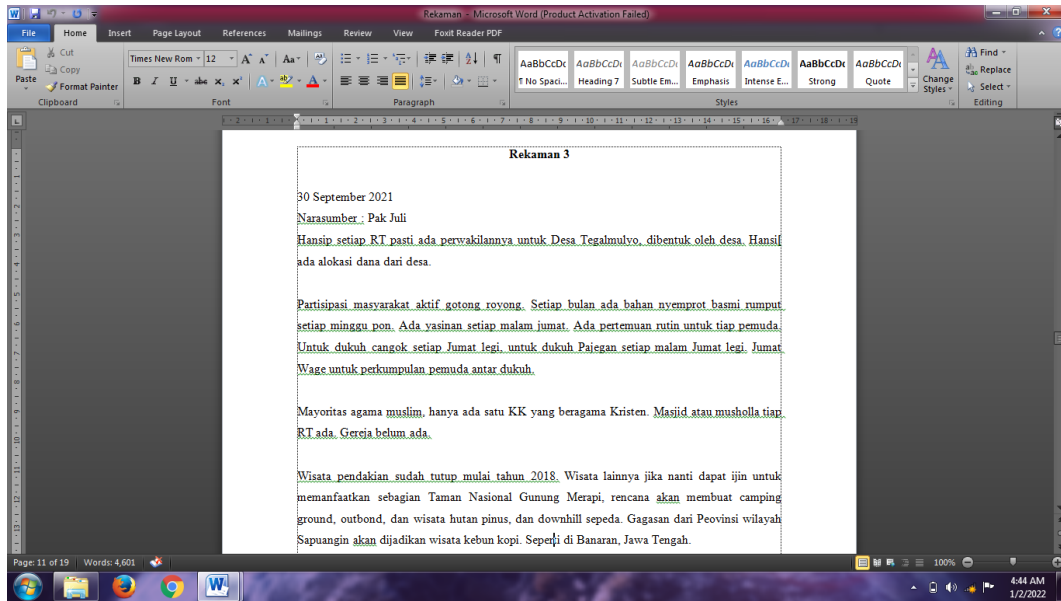 Rekaman - Microsoft Word (Product Activation Failed)
File Home Insert Page Layout References Mailings Review View Foxit Reader PDF
Cut
Copy
Format Painter
Paste
Times New Rom 12
AaBbCcDc AaBbCcDc AaBbCcDc AaBbCcDc AaBbCcDc AaBbCcDc AaBbCcDc
¶ No Spaci... Heading 7 Subtle Em... Emphasis Intense E... Strong Quote
Change Styles
Find
Replace
Select
Clipboard Font Paragraph Styles Editing
Rekaman 3
30 September 2021
Narasumber : Pak Juli
Hansip setiap RT pasti ada perwakilannya untuk Desa Tegalmulyo, dibentuk oleh desa. Hansi[
ada alokasi dana dari desa.
Partisipasi masyarakat aktif gotong royong. Setiap bulan ada bahan nyemprot basmi rumput
setiap minggu pon. Ada yasinan setiap malam jumat. Ada pertemuan rutin untuk tiap pemuda.
Untuk dukuh cangok setiap Jumat legi, untuk dukuh Pajegan setiap malam Jumat legi. Jumat
Wage untuk perkumpulan pemuda antar dukuh.
Mayoritas agama muslim, hanya ada satu KK yang beragama Kristen. Masjid atau musholla tiap
RT ada. Gereja belum ada.
Wisata pendakian sudah tutup mulai tahun 2018. Wisata lainnya jika nanti dapat ijin untuk
memanfaatkan sebagian Taman Nasional Gunung Merapi, rencana akan membuat camping
ground, outbond, dan wisata hutan pinus, dan downhill sepeda. Gagasan dari Peovinsi wilayah
Sapuangin akan dijadikan wisata kebun kopi. Seperti di Banaran, Jawa Tengah.
Page: 11 of 19 Words: 4,601 100%
4:44 AM
1/2/2022